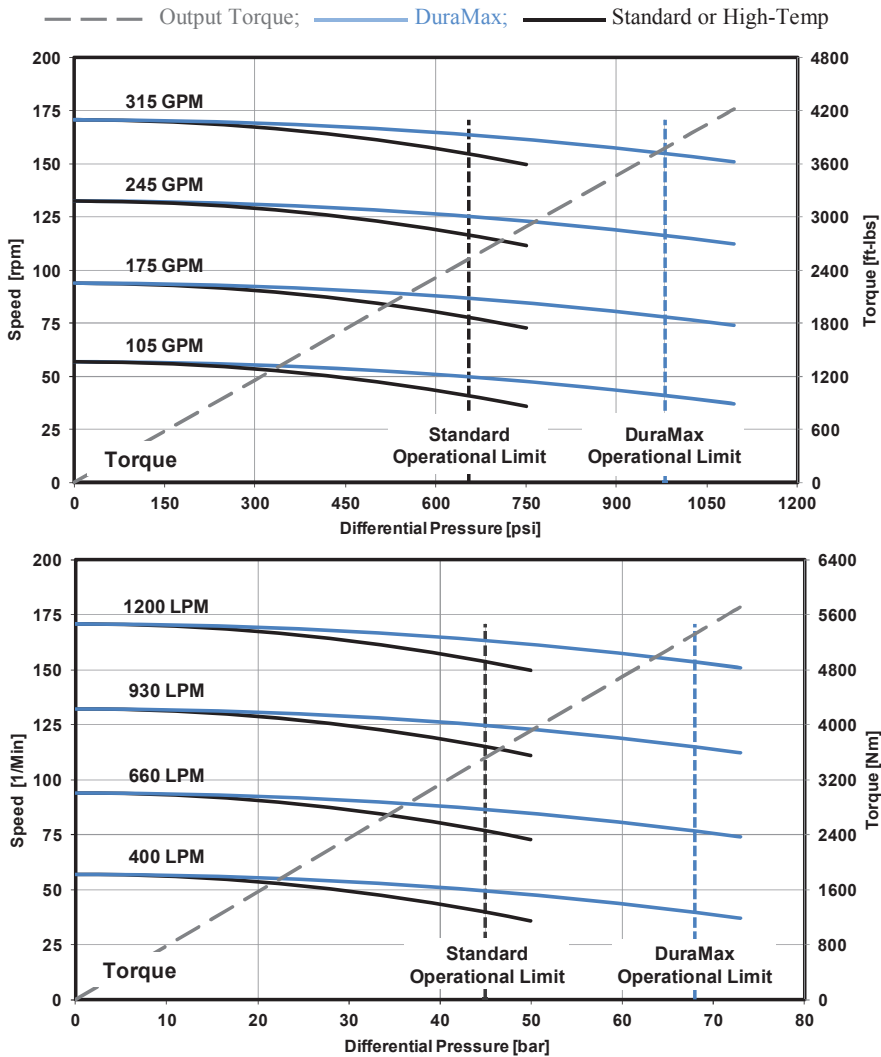 Output Torque; DuraMax; Standard or High-Temp
200 4800
315 GPM
175 4200
150 3600
245 GPM
125 3000
Speed [rpm]
Torque [ft-lbs]
100 2400
175 GPM
75 1800
105 GPM
50 1200
Standard DuraMax
25 600
Torque Operational Limit Operational Limit
0 0
0 150 300 450 600 750 900 1050 1200
Differential Pressure [psi]
200 6400
1200 LPM
175 5600
150 4800
930 LPM
125 4000
Speed [1/Min]
Torque [Nm]
100 3200
660 LPM
75 2400
400 LPM
50 1600
25 800
Standard DuraMax
Torque Operational Limit Operational Limit
0 0
0 10 20 30 40 50 60 70 80
Differential Pressure [bar]